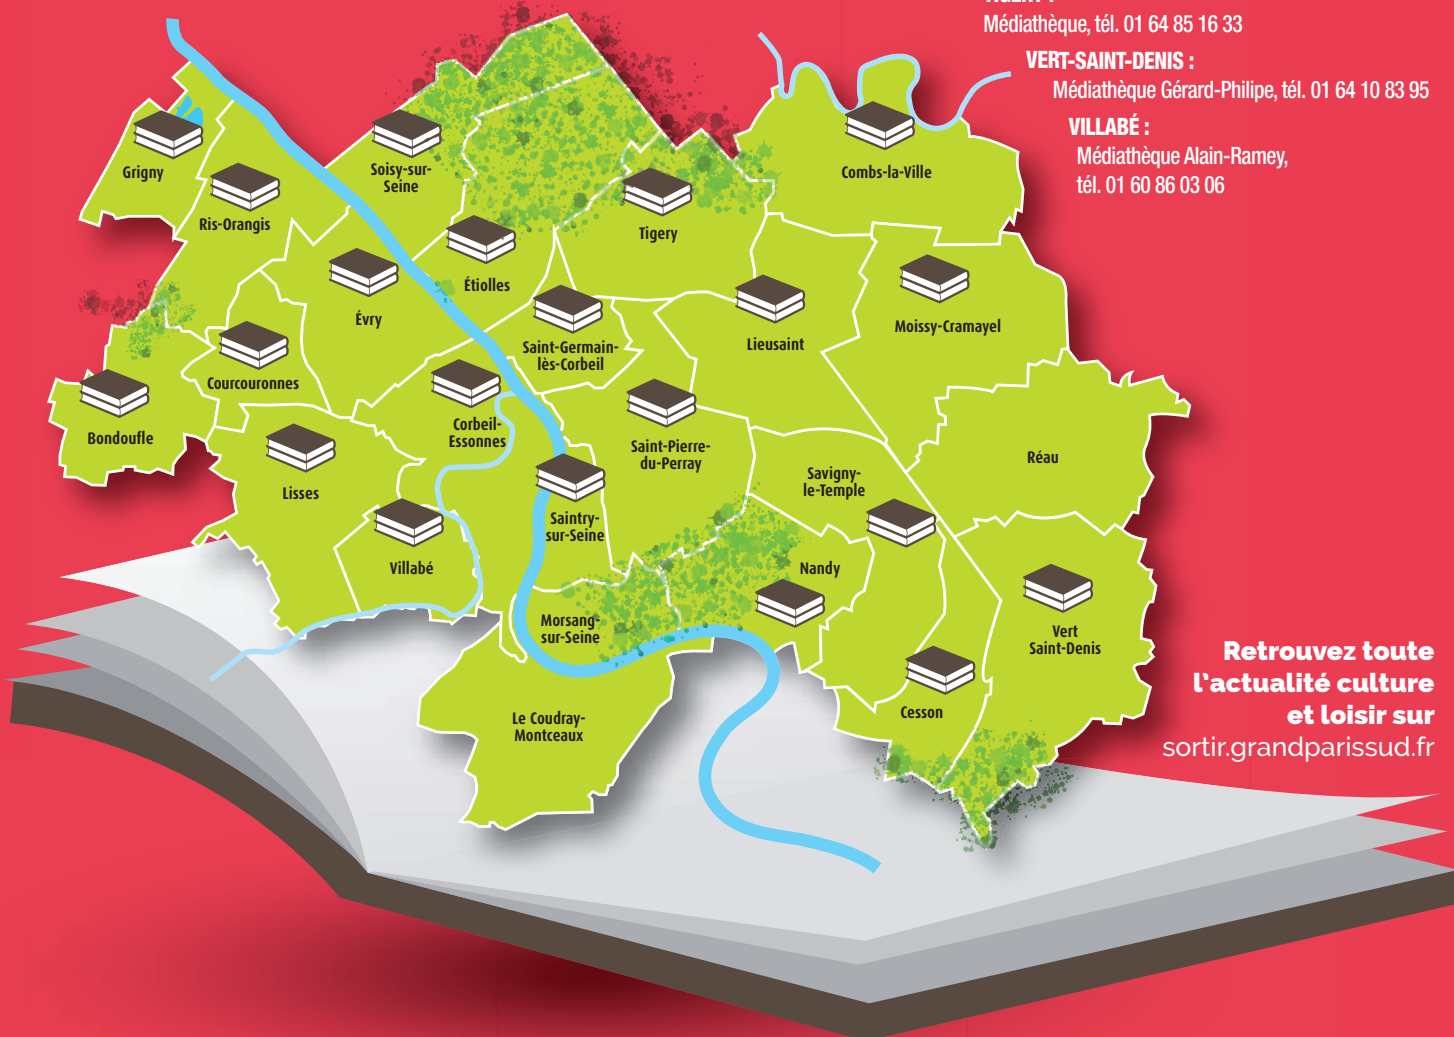 Médiathèque, tél. 01 64 85 16 33
VERT-SAINT-DENIS :
Médiathèque Gérard-Philipe, tél. 01 64 10 83 95
VILLABÉ :
Médiathèque Alain-Ramey,
tél. 01 60 86 03 06
Grigny
Ris-Orangis
Soisy-sur-
Seine
Tigery
Combs-la-Ville
Étiolles
Évry
Saint-Germain-
lès-Corbeil
Lieusaint
Moissy-Cramayel
Courcouronnes
Bondoufle
Corbeil-
Essonnes
Saint-Pierre-
du-Perray
Réau
Savigny-
le-Temple
Lisses
Saintry-
sur-Seine
Villabé
Nandy
Morsang-
sur-Seine
Vert
Saint-Denis
Le Coudray-
Montceaux
Cesson
Retrouvez toute
l'actualité culture
et loisir sur
sortir.grandparissud.fr